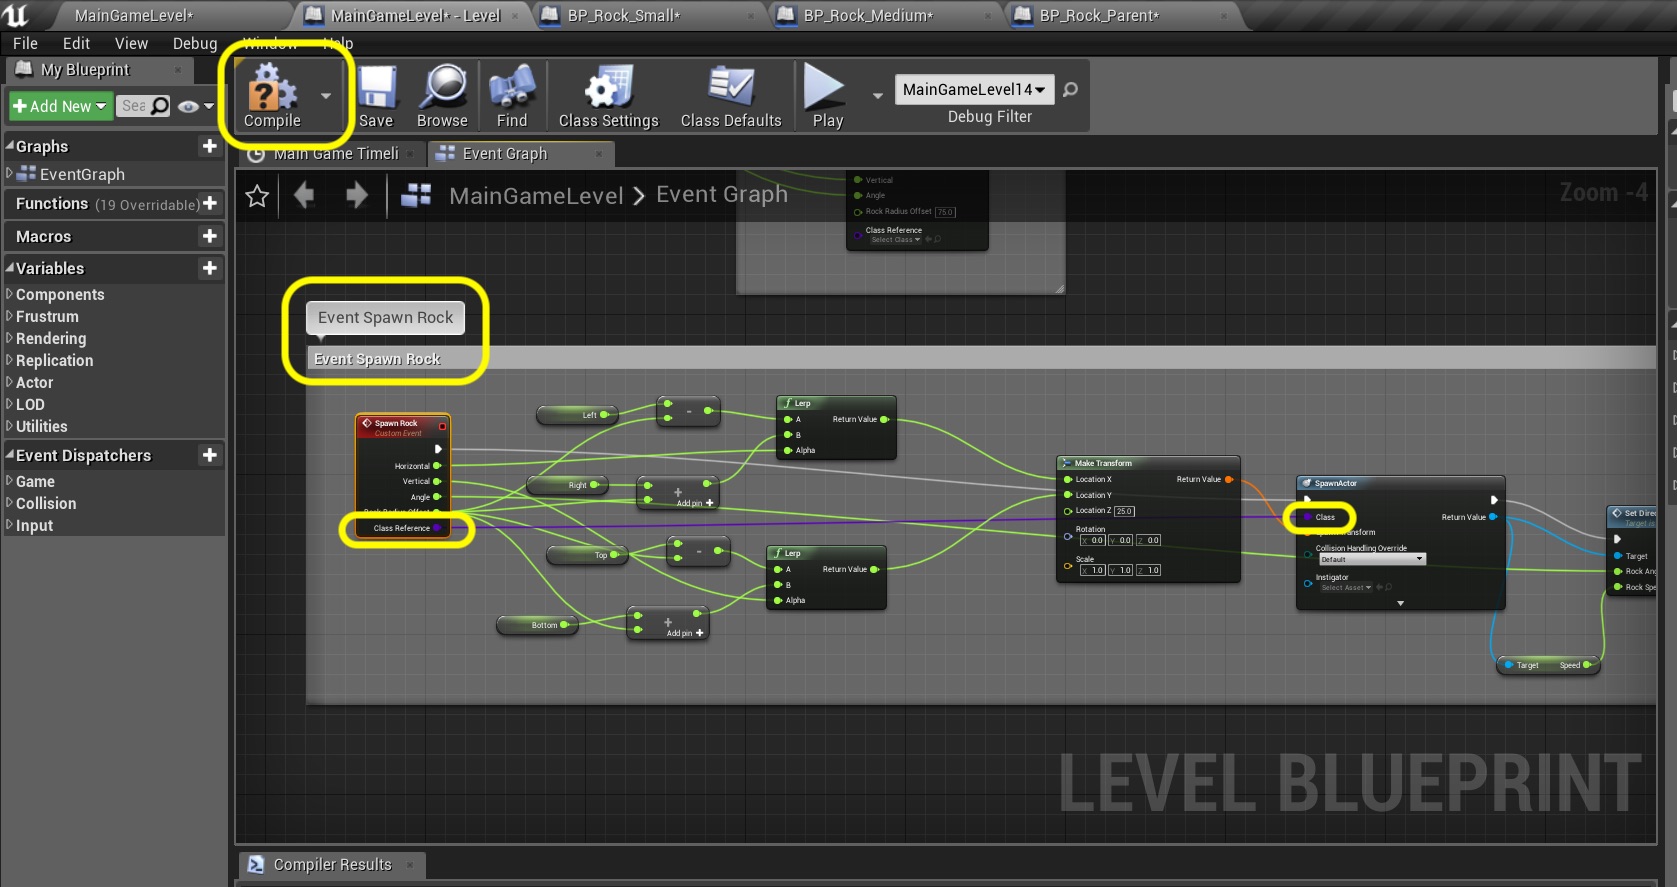 MainGameLevel*
MainGameLevel* - Level
BP_Rock_Small*
BP_Rock_Medium*
BP_Rock_Parent*
File Edit View Debug Window Help
My Blueprint
Add New
Sea
Compile
Save
Browse
Find
Class Settings
Class Defaults
Play
MainGameLevel14
Debug Filter
Main Game Timeli
Event Graph
Graphs
EventGraph
Functions (19 Overridable)
Macros
Variables
Components
Frustrum
Rendering
Replication
Actor
LOD
Utilities
Event Dispatchers
Game
Collision
Input
MainGameLevel > Event Graph
Zoom -4
Vertical
Angle
Rock Radius Offset 75.0
Class Reference
Select Class
Event Spawn Rock
Event Spawn Rock
Spawn Rock
Custom Event
Horizontal
Vertical
Angle
Rock Radius Offset
Class Reference
Left
-
Right
+
Add pin +
Top
-
Bottom
+
Add pin +
Lerp
A
Return Value
B
Alpha
Lerp
A
Return Value
B
Alpha
Make Transform
Location X
Return Value
Location Y
Location Z 25.0
Rotation
X 0.0 Y 0.0 Z 0.0
Scale
X 1.0 Y 1.0 Z 1.0
SpawnActor
Class
Return Value
Collision Handling Override
Default
Instigator
Select Asset
Set Direc
Target is
Target
Rock Ang
Rock Spe
Target Speed
LEVEL BLUEPRINT
Compiler Results